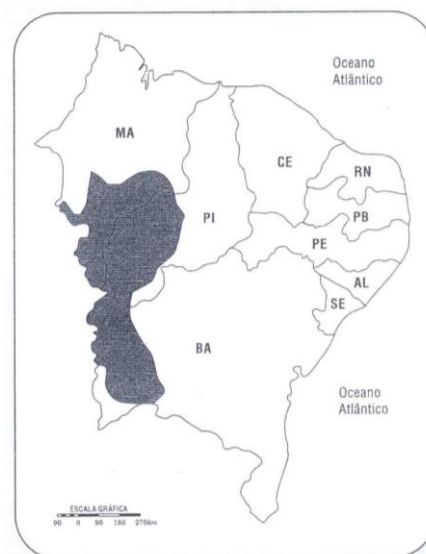 Oceano
Atlântico
MA
CE
RN
PB
PI
PE
AL
SE
BA
Oceano
Atlântico
ESCALA GRÁFICA
90 0 90 180 270km